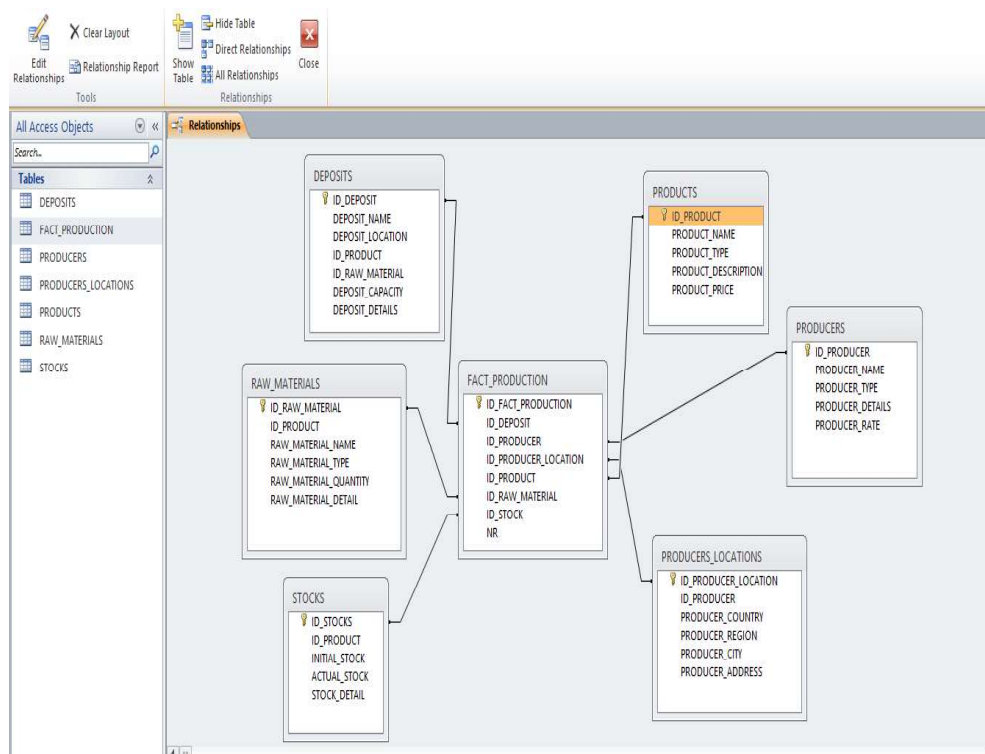 Edit
Relationships
Clear Layout
Relationship Report
Tools
Show
Table
Hide Table
Direct Relationships
All Relationships
Close
Relationships
All Access Objects
Search..
Tables
DEPOSITS
FACT_PRODUCTION
PRODUCERS
PRODUCERS_LOCATIONS
PRODUCTS
RAW_MATERIALS
STOCKS
Relationships
DEPOSITS
ID_DEPOSIT
DEPOSIT_NAME
DEPOSIT_LOCATION
ID_PRODUCT
ID_RAW_MATERIAL
DEPOSIT_CAPACITY
DEPOSIT_DETAILS
PRODUCTS
ID_PRODUCT
PRODUCT_NAME
PRODUCT_TYPE
PRODUCT_DESCRIPTION
PRODUCT_PRICE
PRODUCERS
ID_PRODUCER
PRODUCER_NAME
PRODUCER_TYPE
PRODUCER_DETAILS
PRODUCER_RATE
RAW_MATERIALS
ID_RAW_MATERIAL
ID_PRODUCT
RAW_MATERIAL_NAME
RAW_MATERIAL_TYPE
RAW_MATERIAL_QUANTITY
RAW_MATERIAL_DETAIL
FACT_PRODUCTION
ID_FACT_PRODUCTION
ID_DEPOSIT
ID_PRODUCER
ID_PRODUCER_LOCATION
ID_PRODUCT
ID_RAW_MATERIAL
ID_STOCK
NR
STOCKS
ID_STOCKS
ID_PRODUCT
INITIAL_STOCK
ACTUAL_STOCK
STOCK_DETAIL
PRODUCERS_LOCATIONS
ID_PRODUCER_LOCATION
ID_PRODUCER
PRODUCER_COUNTRY
PRODUCER_REGION
PRODUCER_CITY
PRODUCER_ADDRESS